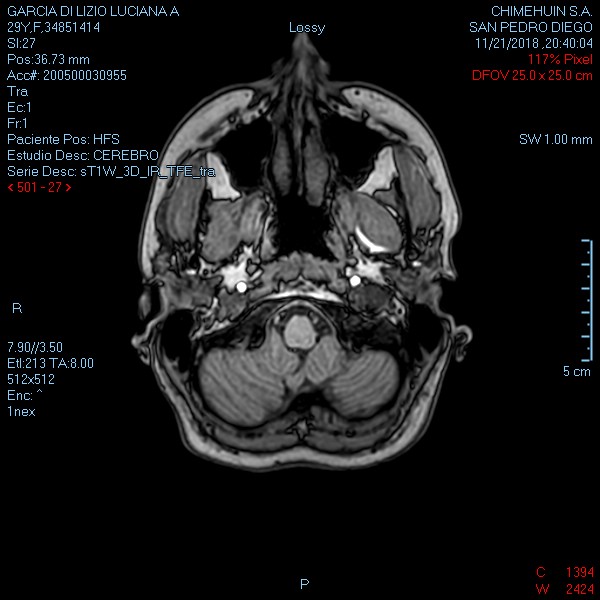 GARCIA DI LIZIO LUCIANA A
29Y,F,34851414
Sl:27
Pos:36.73 mm
Acc#: 200500030955
Tra
Ec:1
Fr:1
Paciente Pos: HFS
Estudio Desc: CEREBRO
Serie Desc: sT1W_3D_IR_TFE_tra
< 501 - 27 >
Lossy
CHIMEHUIN S.A.
SAN PEDRO DIEGO
11/21/2018 ,20:40:04
117% Pixel
DFOV 25.0 x 25.0 cm
SW 1.00 mm
R
5 cm
7.90//3.50
Etl:213 TA:8.00
512x512
Enc: ^
1nex
P
C 1394
W 2424